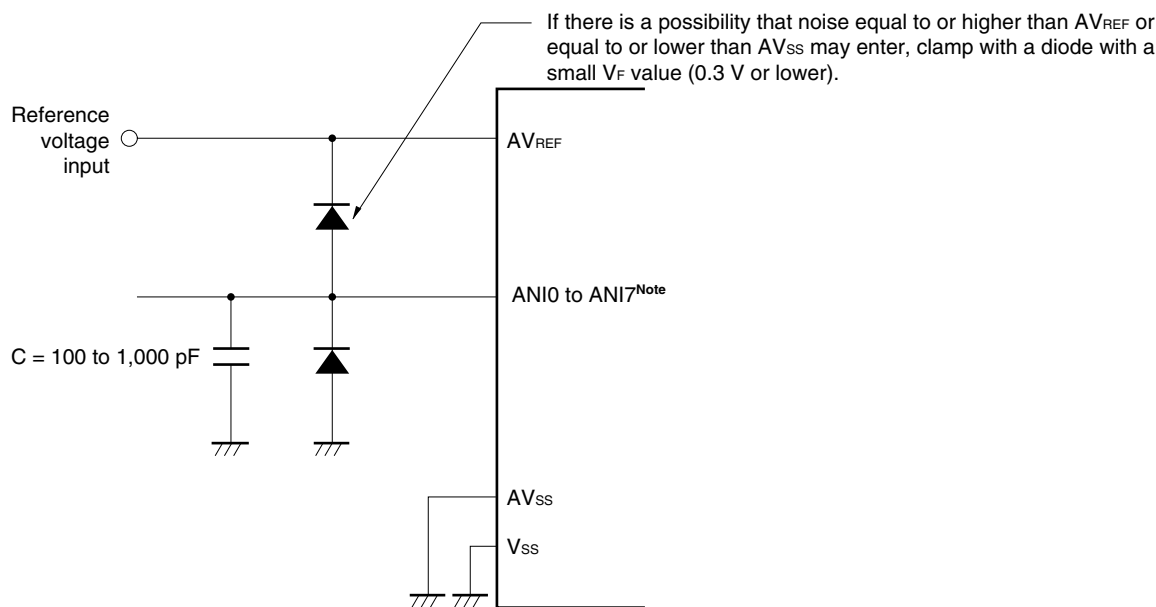 If there is a possibility that noise equal to or higher than AVREF or
equal to or lower than AVSS may enter, clamp with a diode with a
small VF value (0.3 V or lower).
Reference
voltage
input
AVREF
ANI0 to ANI7Note
C = 100 to 1,000 pF
AVSS
VSS